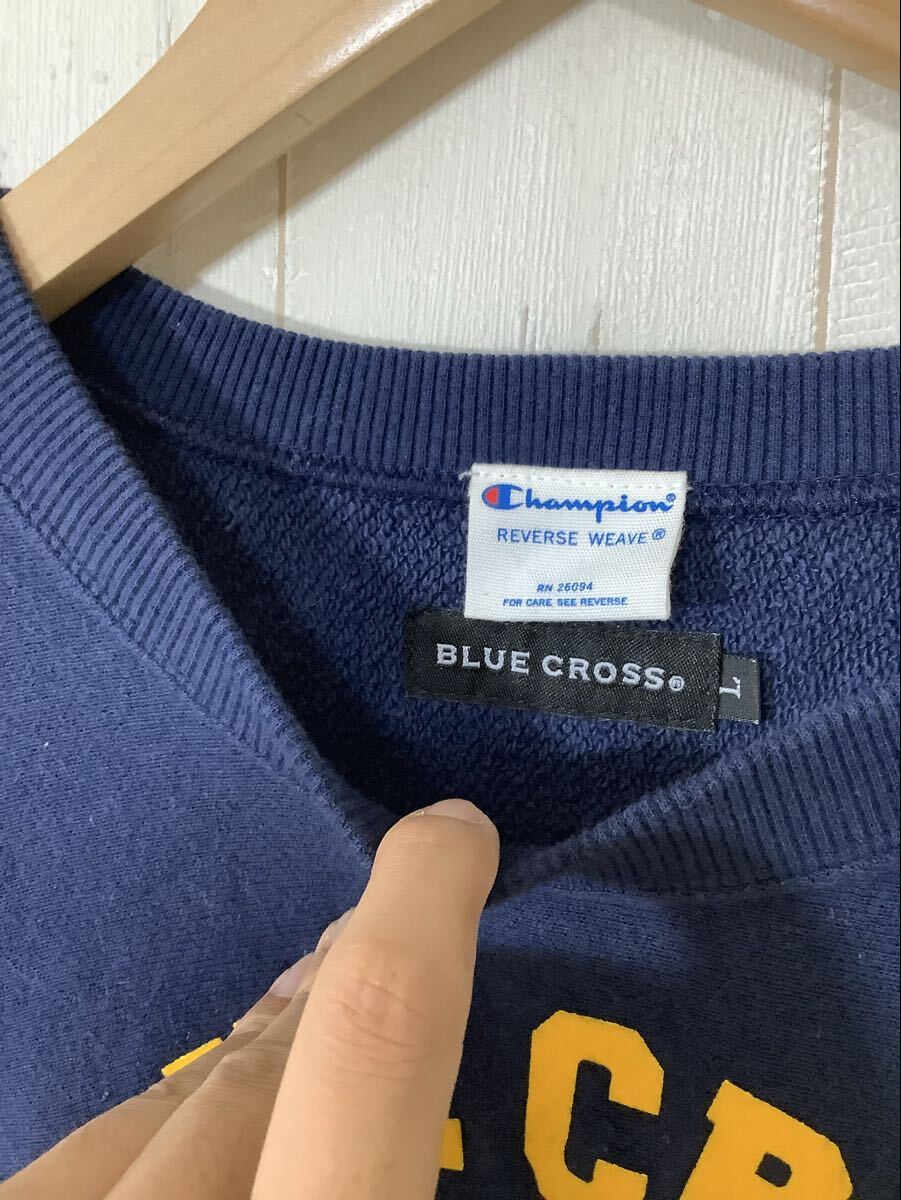 Champion®
REVERSE WEAVE®
RN 26094
FOR CARE SEE REVERSE
BLUE CROSS®
L
C